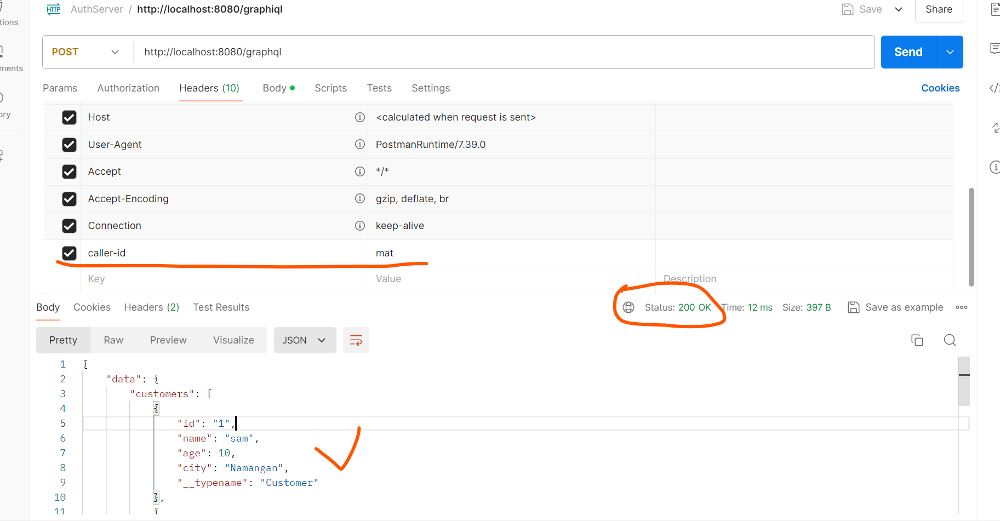 HTTP AuthServer / http://localhost:8080/graphiql Save Share
tions
POST http://localhost:8080/graphql Send
ments
Params Authorization Headers (10) Body Scripts Tests Settings Cookies
ory
Host <calculated when request is sent>
User-Agent PostmanRuntime/7.39.0
Accept */*
Accept-Encoding gzip, deflate, br
Connection keep-alive
caller-id mat
Key Value Description
Body Cookies Headers (2) Test Results Status: 200 OK Time: 12 ms Size: 397 B Save as example
Pretty Raw Preview Visualize JSON
1 {
2 "data": {
3 "customers": [
4 {
5 "id": "1",
6 "name": "sam",
7 "age": 10,
8 "city": "Namangan",
9 "__typename": "Customer"
10 },
11 {